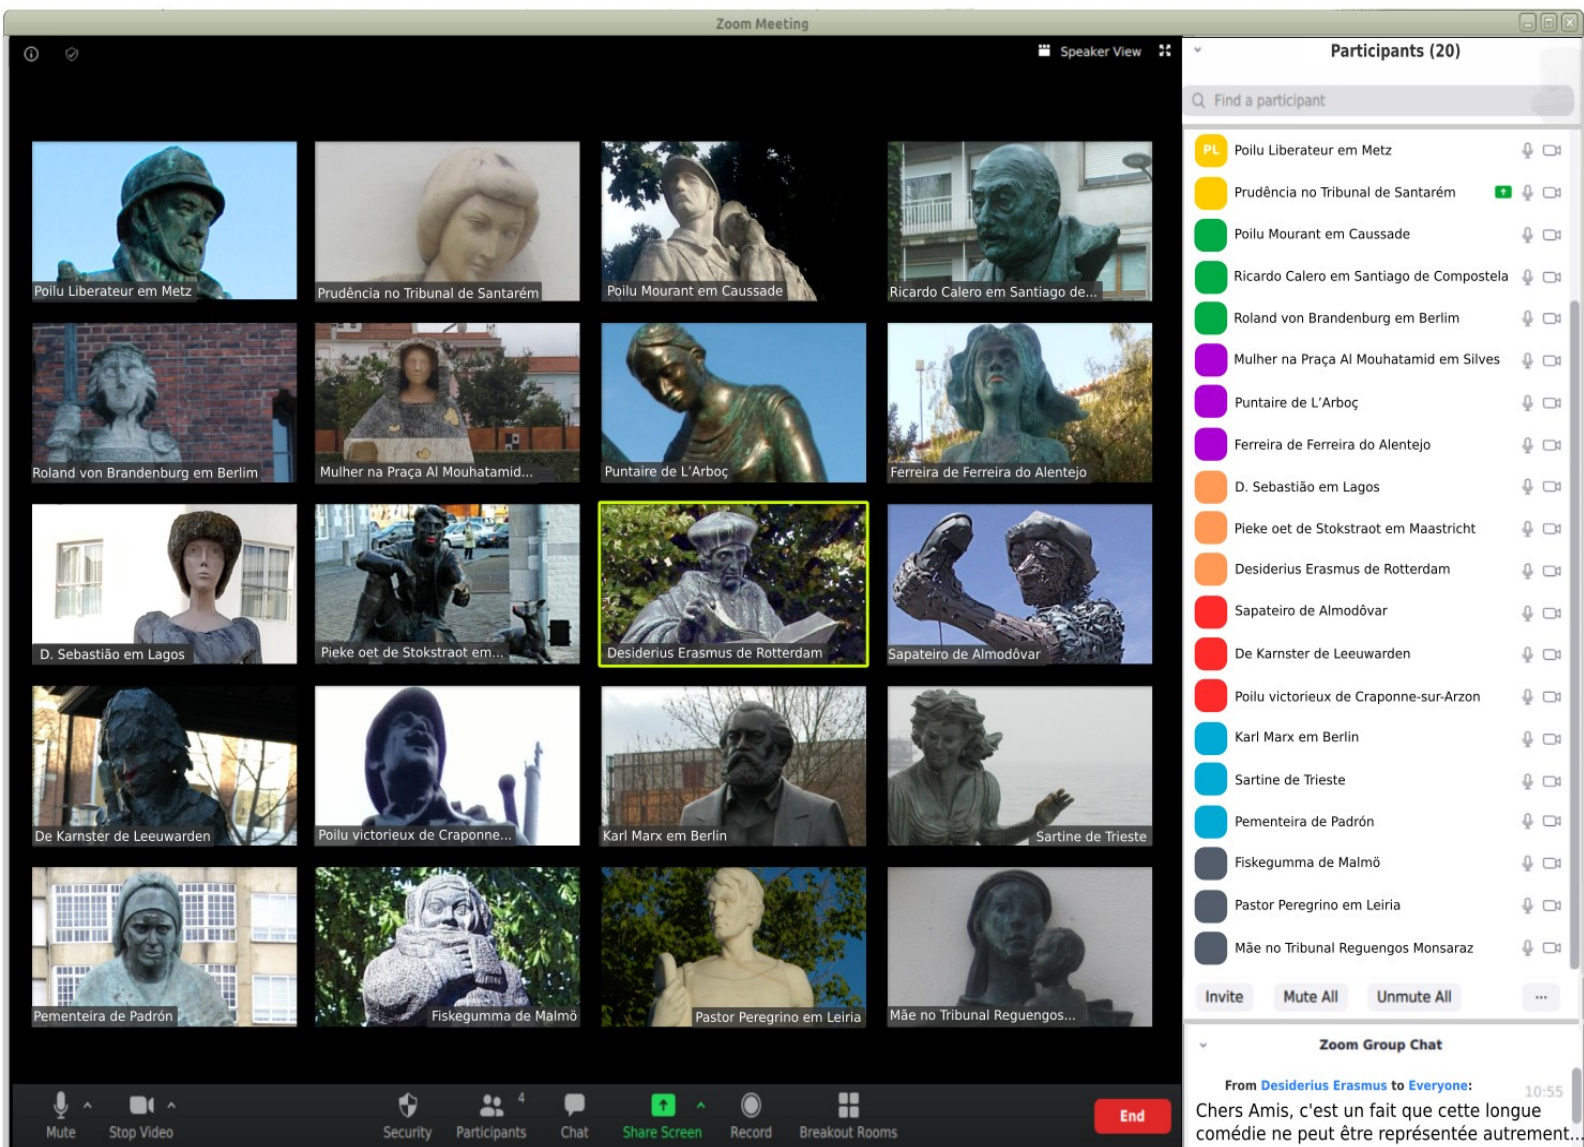 Zoom Meeting
Speaker View
Participants (20)
Find a participant
Poilu Liberateur em Metz
Prudência no Tribunal de Santarém
Poilu Mourant em Caussade
Ricardo Calero em Santiago de...
Roland von Brandenburg em Berlim
Mulher na Praça Al Mouhatamid...
Puntaire de L’Arboç
Ferreira de Ferreira do Alentejo
D. Sebastião em Lagos
Pieke oet de Stokstraot em...
Desiderius Erasmus de Rotterdam
Sapateiro de Almodôvar
De Karnster de Leeuwarden
Poilu victorieux de Craponne...
Karl Marx em Berlin
Sartine de Trieste
Pementeira de Padrón
Fiskegumma de Malmö
Pastor Peregrino em Leiria
Mãe no Tribunal Reguengos...
PL Poilu Liberateur em Metz
Prudência no Tribunal de Santarém
Poilu Mourant em Caussade
Ricardo Calero em Santiago de Compostela
Roland von Brandenburg em Berlim
Mulher na Praça Al Mouhatamid em Silves
Puntaire de L’Arboç
Ferreira de Ferreira do Alentejo
D. Sebastião em Lagos
Pieke oet de Stokstraot em Maastricht
Desiderius Erasmus de Rotterdam
Sapateiro de Almodôvar
De Karnster de Leeuwarden
Poilu victorieux de Craponne-sur-Arzon
Karl Marx em Berlin
Sartine de Trieste
Pementeira de Padrón
Fiskegumma de Malmö
Pastor Peregrino em Leiria
Mãe no Tribunal Reguengos Monsaraz
Invite Mute All Unmute All ...
Zoom Group Chat
From Desiderius Erasmus to Everyone:
10:55
Chers Amis, c'est un fait que cette longue
comédie ne peut être représentée autrement...
Mute Stop Video Security Participants 4 Chat Share Screen Record Breakout Rooms End